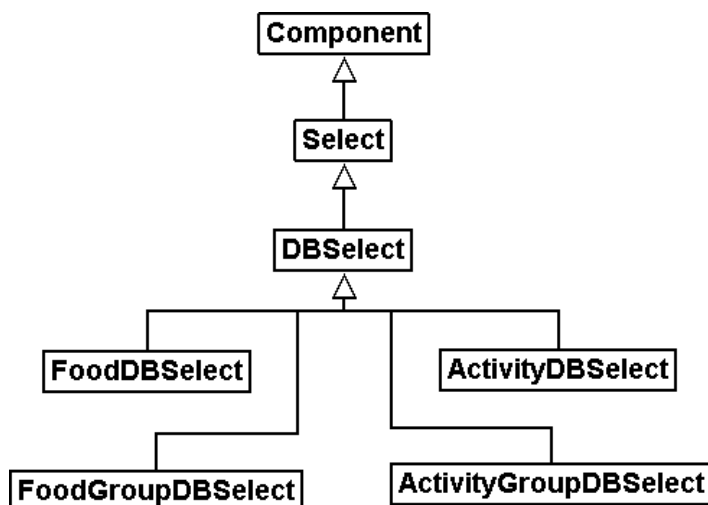 Component
Select
DBSelect
FoodDBSelect
ActivityDBSelect
FoodGroupDBSelect
ActivityGroupDBSelect